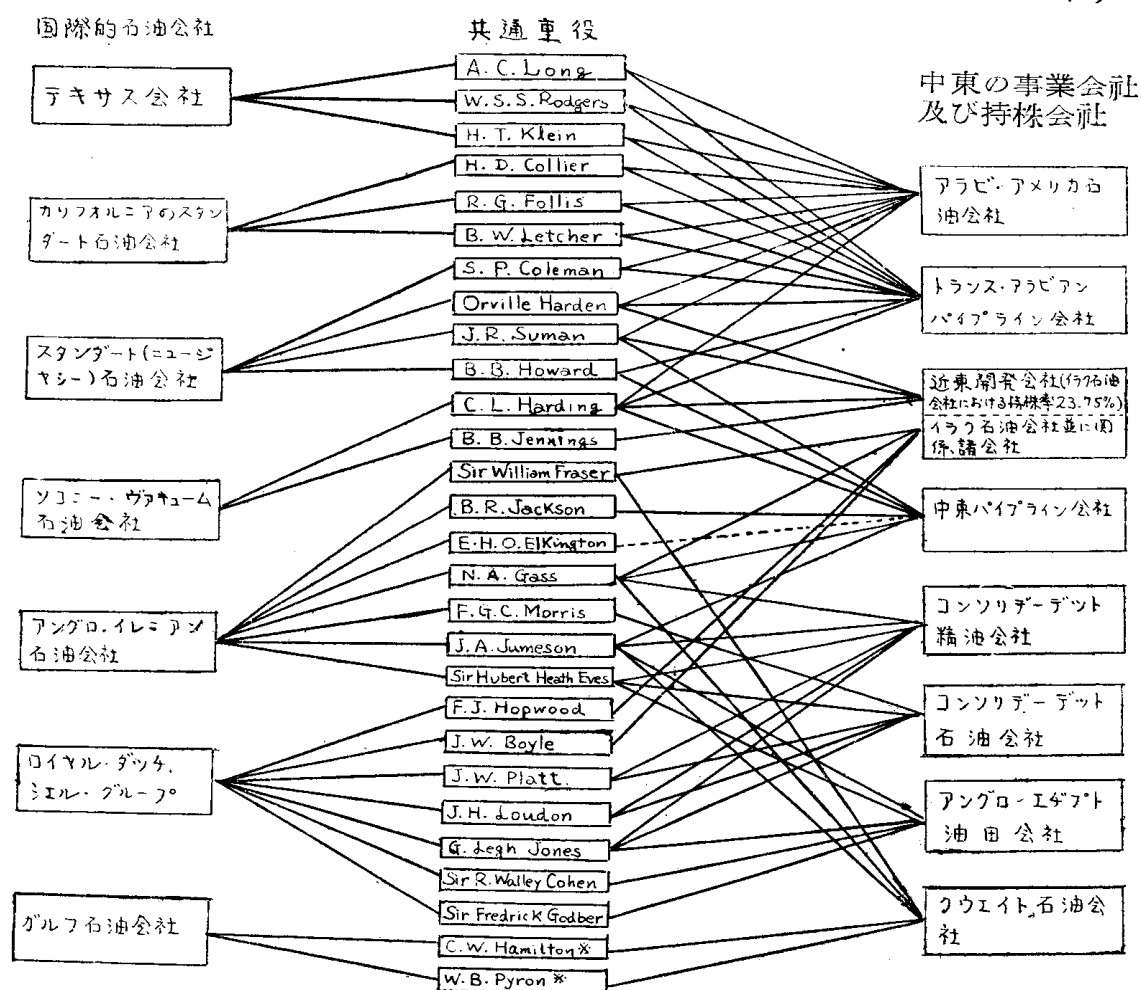 国際的石油会社
共通重役
中東の事業会社
及び持株会社
テキサス会社
カリフォルニアのスタン
ダート石油会社
スタンダート(ニュージ
ャシー)石油会社
ソコニー・ヴァキューム
石油会社
アングロ.イレニアン
石油会社
ロイヤル・ダッチ.
シエル・グループ
ガルフ石油会社
A.C.Long
W.S.S.Rodgers
H.T.Klein
H.D.Collier
R.G.Follis
B.W.Letcher
S.P.Coleman
Orville Harden
J.R.Suman
B.B.Howard
C.L.Harding
B.B.Jennings
Sir William Fraser
B.R.Jackson
E.H.O.Elkington
N.A.Gass
F.G.C.Morris
J.A.Jumeson
Sir Hubert Heath Eves
F.J.Hopwood
J.W.Boyle
J.W.Platt.
J.H.Loudon
G.Legh Jones
Sir R.Walley Cohen
Sir Fredrick Godber
C.W.Hamilton※
W.B.Pyron※
アラビ・アメリカ石
油会社
トランス・アラビアン
パイプライン会社
近東開発会社(イラク石油
会社における持株率23.75%)
イラク石油会社並に関
係、諸会社
中東パイプライン公社
コンソリデーデット
精油会社
コンソリデーデット
石油会社
アングローエヂプト
油田会社
クウエイト石油会
社